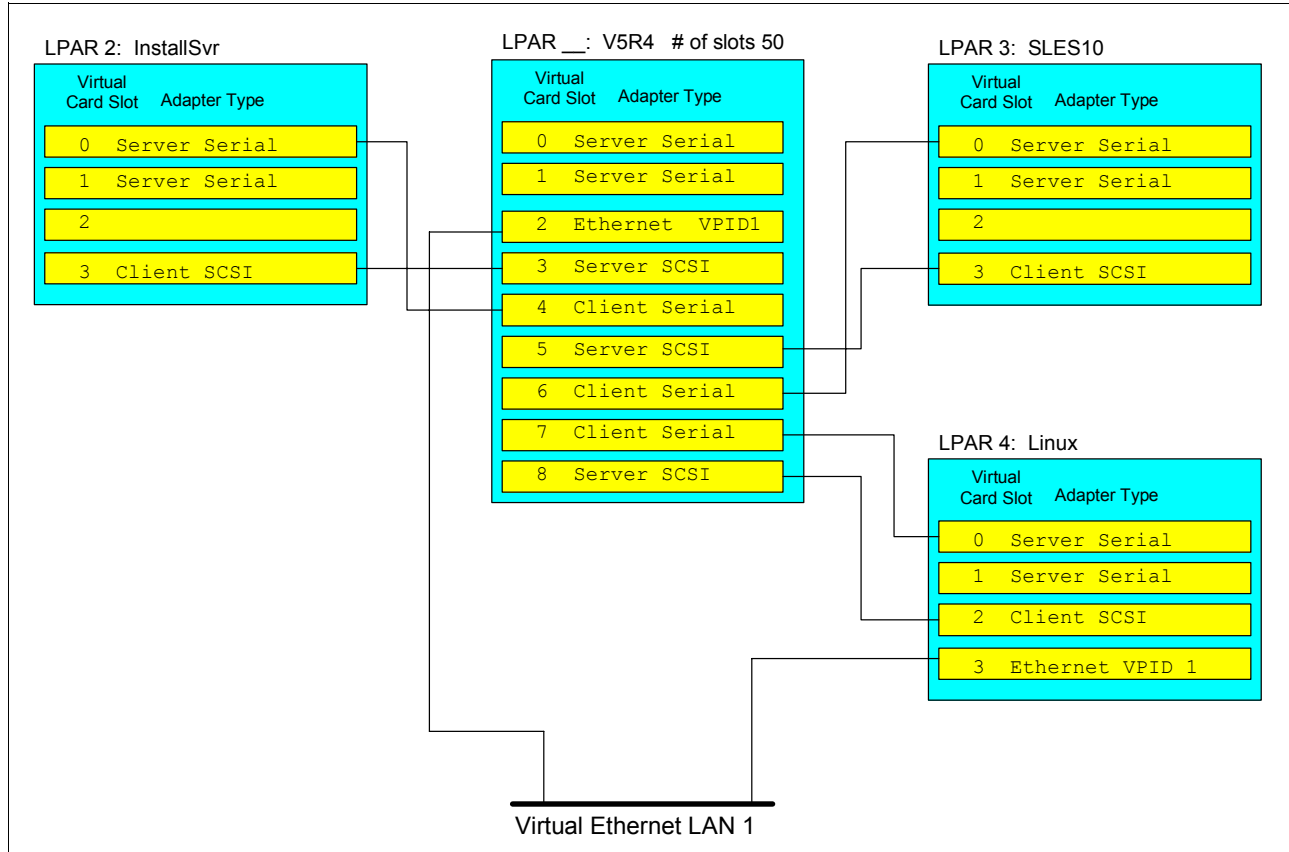 LPAR 2: InstallSvr
Virtual
Card Slot Adapter Type
0 Server Serial
1 Server Serial
2
3 Client SCSI
LPAR __: V5R4 # of slots 50
Virtual
Card Slot Adapter Type
0 Server Serial
1 Server Serial
2 Ethernet VPID1
3 Server SCSI
4 Client Serial
5 Server SCSI
6 Client Serial
7 Client Serial
8 Server SCSI
LPAR 3: SLES10
Virtual
Card Slot Adapter Type
0 Server Serial
1 Server Serial
2
3 Client SCSI
LPAR 4: Linux
Virtual
Card Slot Adapter Type
0 Server Serial
1 Server Serial
2 Client SCSI
3 Ethernet VPID 1
Virtual Ethernet LAN 1